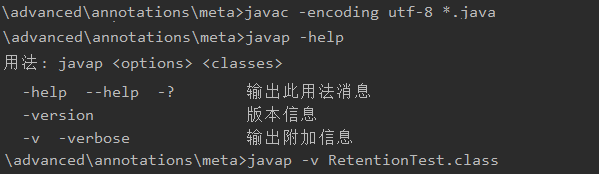 \advanced\annotations\meta>javac -encoding utf-8 *.java
\advanced\annotations\meta>javap -help
用法: javap <options> <classes>
-help --help -? 输出此用法消息
-version 版本信息
-v -verbose 输出附加信息
\advanced\annotations\meta>javap -v RetentionTest.class